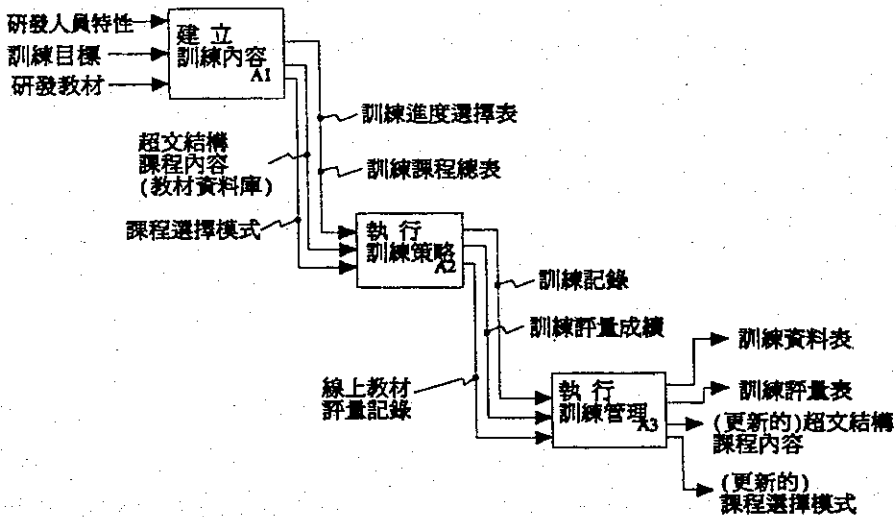 研發人員特性
訓練目標
研發教材
建 立
訓練內容
A1
訓練進度選擇表
超文結構
課程內容
(教材資料庫)
訓練課程總表
課程選擇模式
執 行
訓練策略
A2
訓練記錄
訓練評量成績
線上教材
評量記錄
執 行
訓練管理
A3
訓練資料表
訓練評量表
(更新的)超文結構
課程內容
(更新的)
課程選擇模式